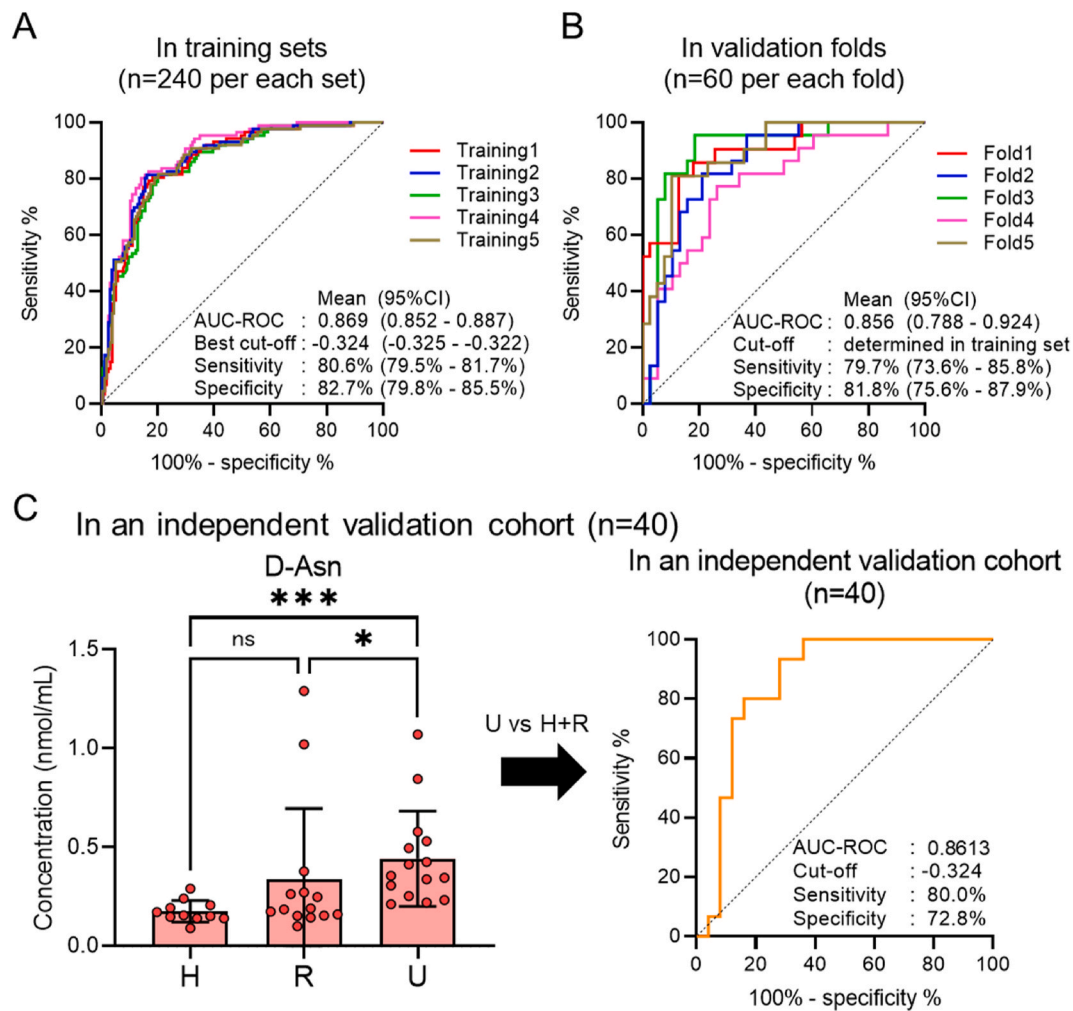 A
In training sets
(n=240 per each set)
Sensitivity %
100
80
60
40
20
0
Training1
Training2
Training3
Training4
Training5
Mean (95%CI)
AUC-ROC : 0.869 (0.852 - 0.887)
Best cut-off : -0.324 (-0.325 - -0.322)
Sensitivity : 80.6% (79.5% - 81.7%)
Specificity : 82.7% (79.8% - 85.5%)
0 20 40 60 80 100
100% - specificity %
B
In validation folds
(n=60 per each fold)
Sensitivity %
100
80
60
40
20
0
Fold1
Fold2
Fold3
Fold4
Fold5
Mean (95%CI)
AUC-ROC : 0.856 (0.788 - 0.924)
Cut-off : determined in training set
Sensitivity : 79.7% (73.6% - 85.8%)
Specificity : 81.8% (75.6% - 87.9%)
0 20 40 60 80 100
100% - specificity %
C
In an independent validation cohort (n=40)
D-Asn
***
ns *
Concentration (nmol/mL)
1.5
1.0
0.5
0.0
H R U
U vs H+R
In an independent validation cohort
(n=40)
Sensitivity %
100
80
60
40
20
0
AUC-ROC : 0.8613
Cut-off : -0.324
Sensitivity : 80.0%
Specificity : 72.8%
0 20 40 60 80 100
100% - specificity %